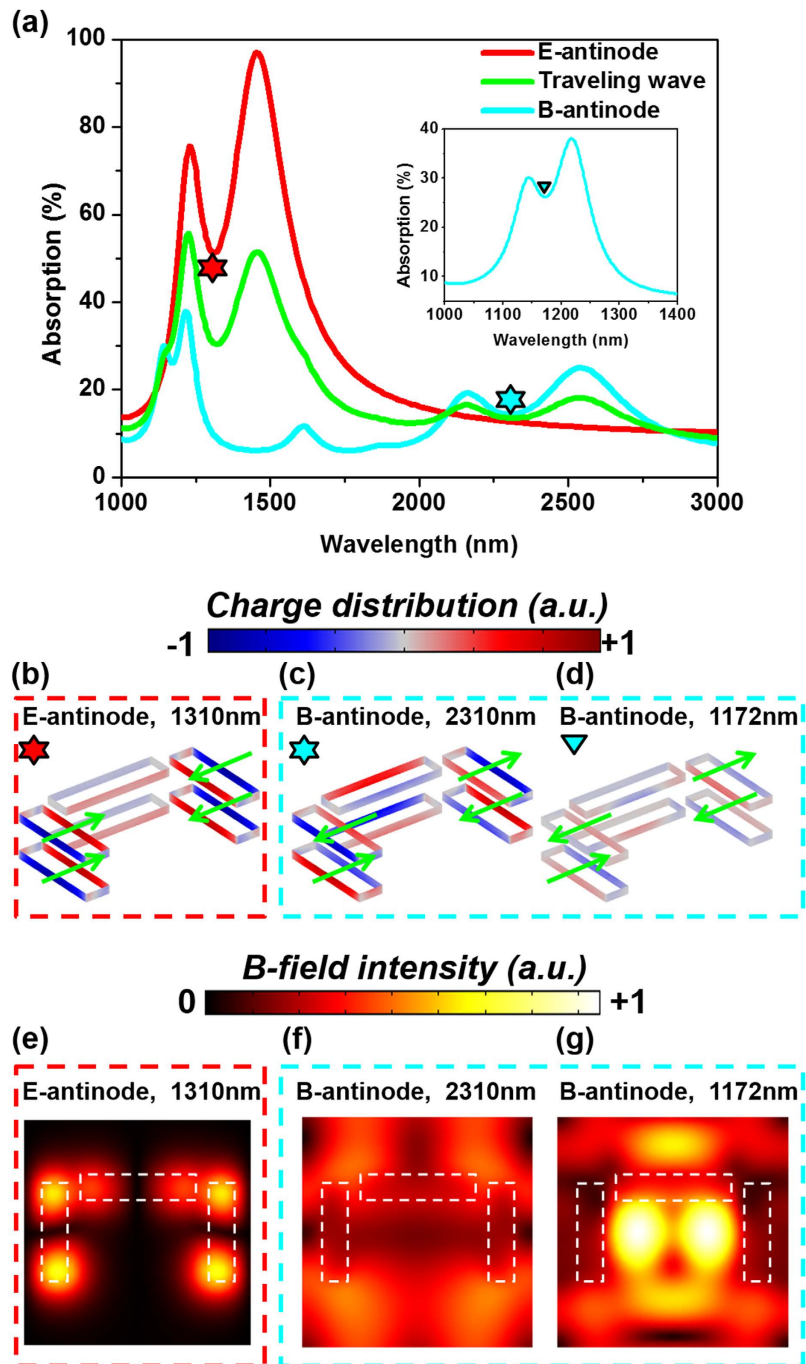 (a)
E-antinode
Traveling wave
B-antinode
Absorption (%)
100
80
60
40
20
0
1000
1500
2000
2500
3000
Wavelength (nm)
Absorption (%)
40
30
20
10
1000
1100
1200
1300
1400
Wavelength (nm)
Charge distribution (a.u.)
-1
+1
(b)
(c)
(d)
E-antinode, 1310nm
B-antinode, 2310nm
B-antinode, 1172nm
B-field intensity (a.u.)
0
+1
(e)
(f)
(g)
E-antinode, 1310nm
B-antinode, 2310nm
B-antinode, 1172nm